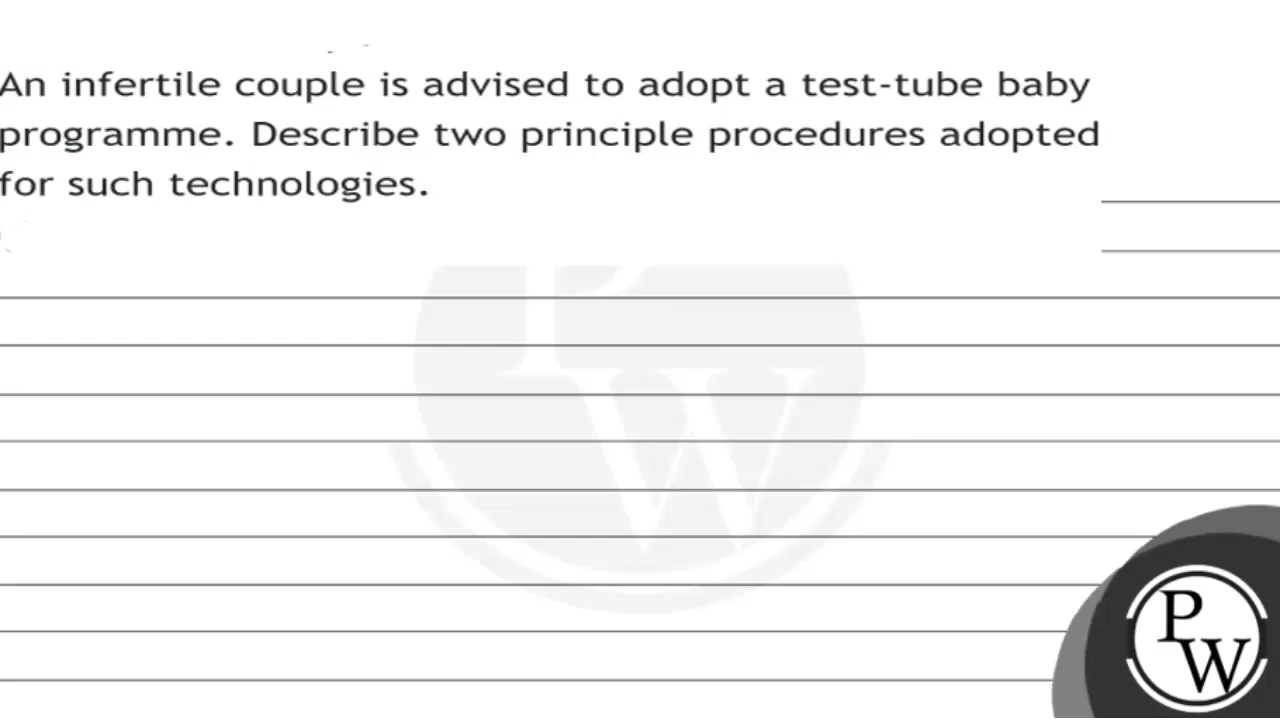 An infertile couple is advised to adopt a test-tube baby
programme. Describe two principle procedures adopted
for such technologies.
PW
PW